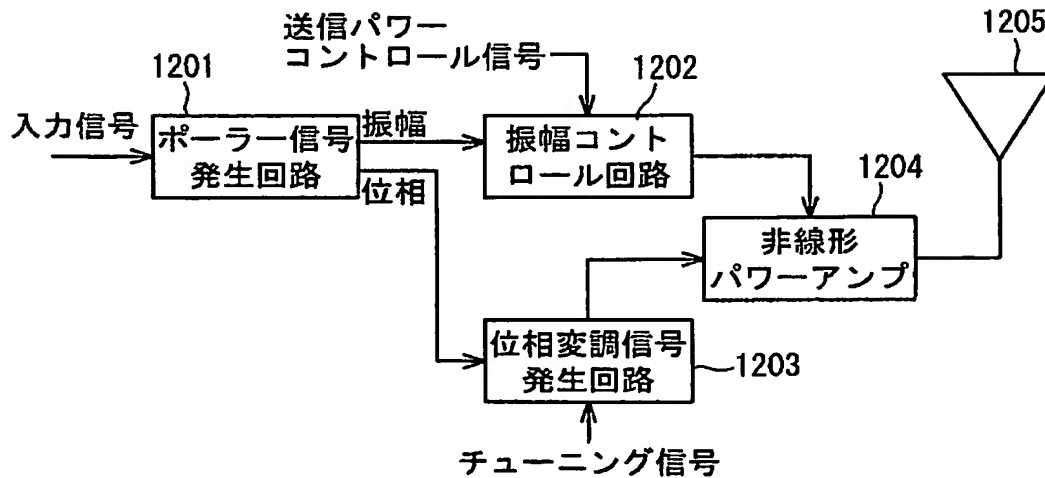 送信パワー
コントロール信号
1205
1201
1202
入力信号
ポーラー信号
発生回路
振幅
位相
振幅コント
ロール回路
1204
非線形
パワーアンプ
位相変調信号
発生回路
1203
チューニング信号